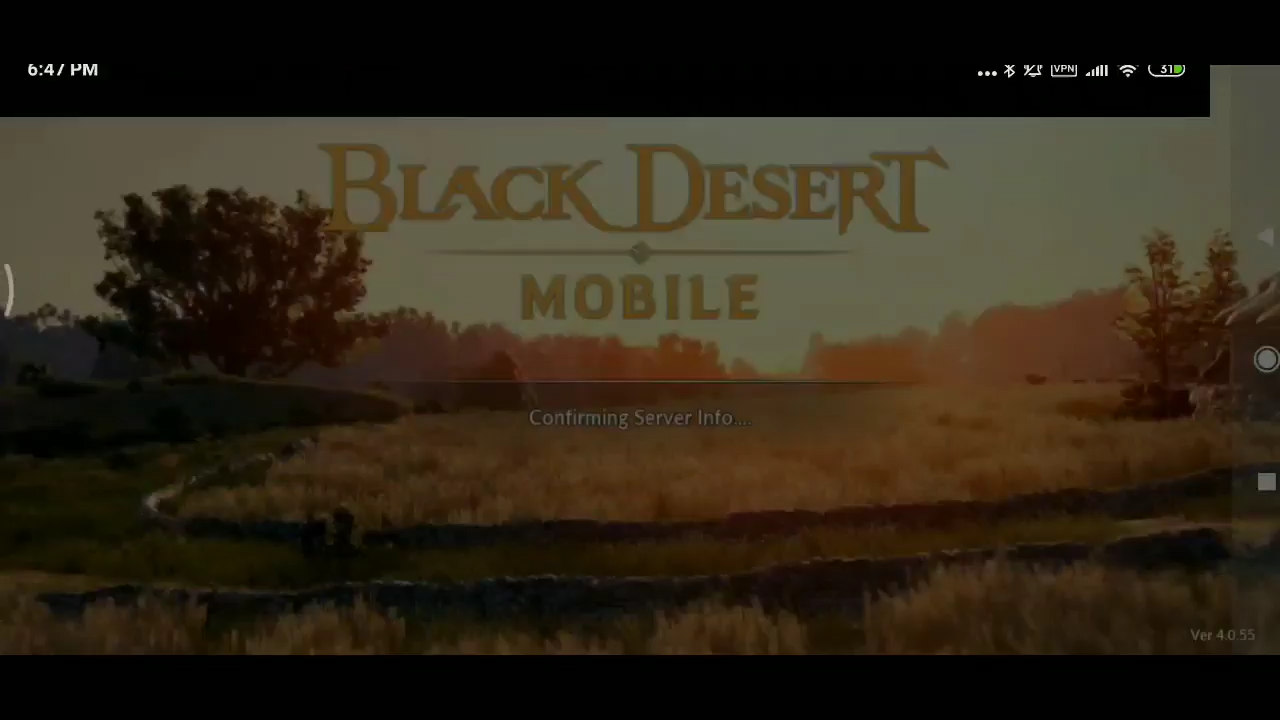 6:47 PM
VPN
31
BLACK DESERT
MOBILE
Confirming Server Info....
Ver 4.0.55